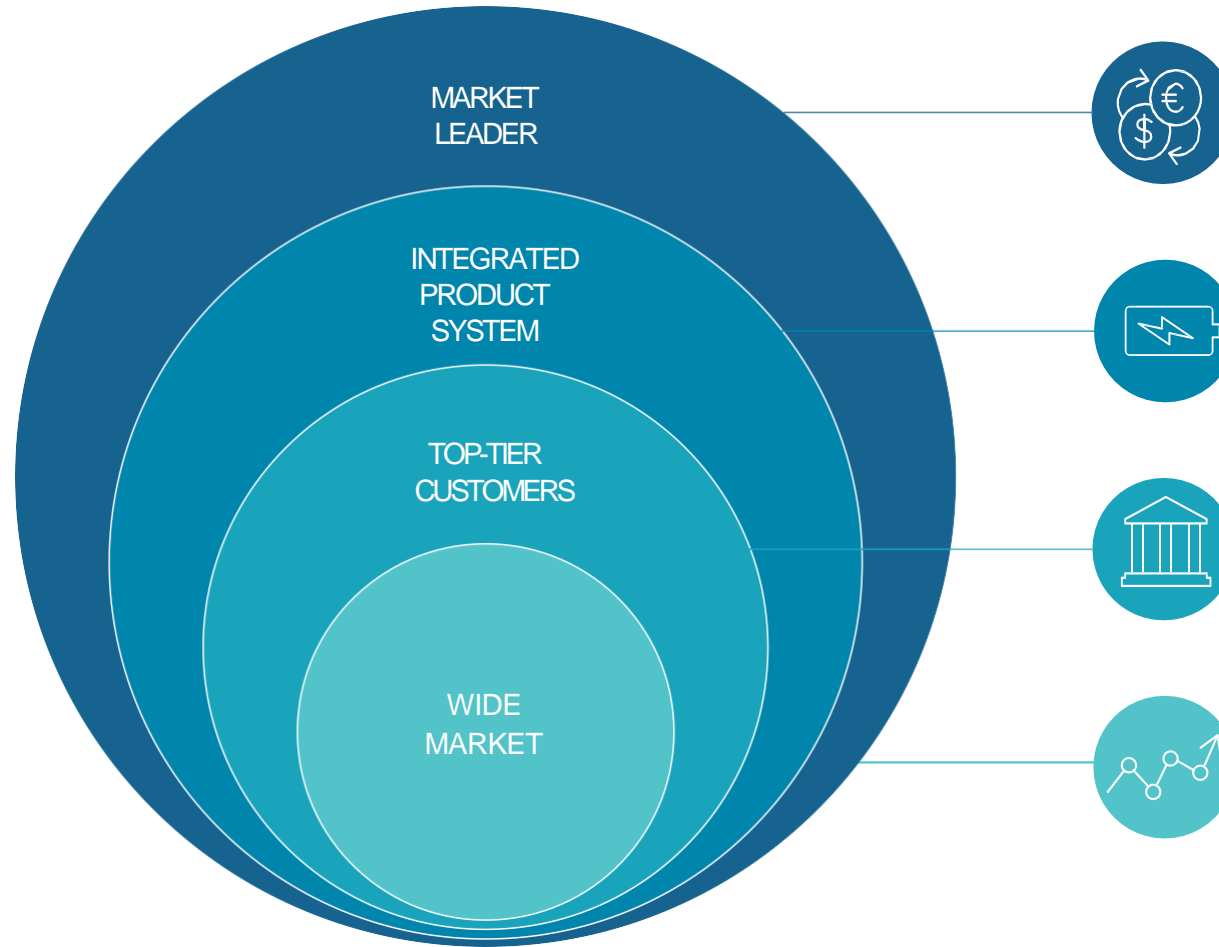 MARKET
LEADER
INTEGRATED
PRODUCT
SYSTEM
TOP-TIER
CUSTOMERS
WIDE
MARKET
€
$